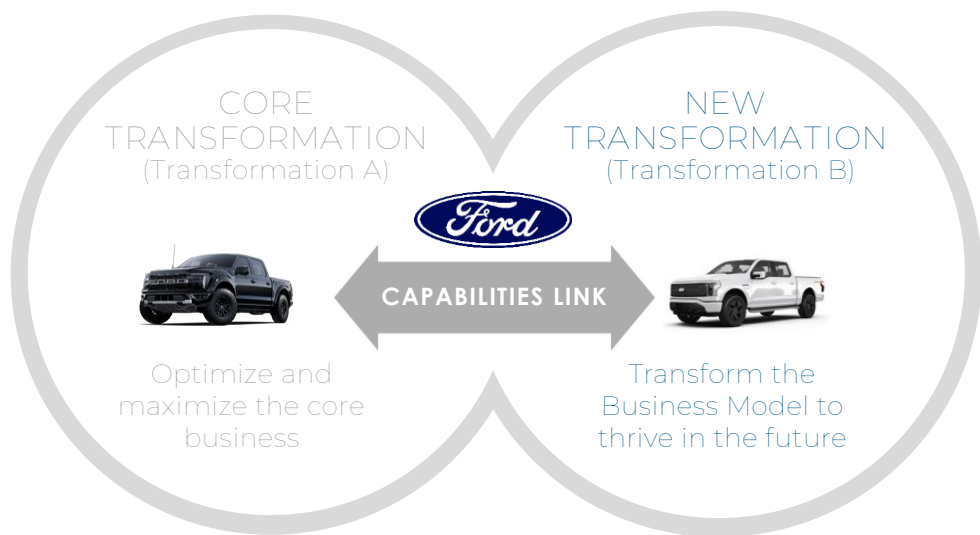 CORE
TRANSFORMATION
(Transformation A)
NEW
TRANSFORMATION
(Transformation B)
Ford
CAPABILITIES LINK
Optimize and
maximize the core
business
Transform the
Business Model to
thrive in the future